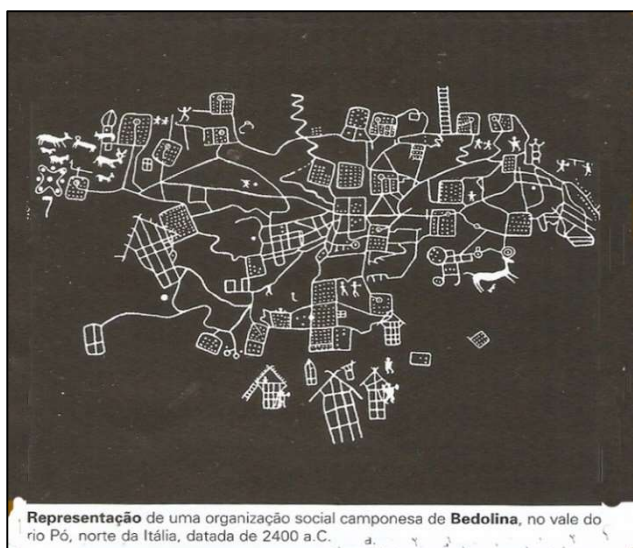 Representação de uma organização social camponesa de Bedolina, no vale do
rio Pó, norte da Itália, datada de 2400 a.C.